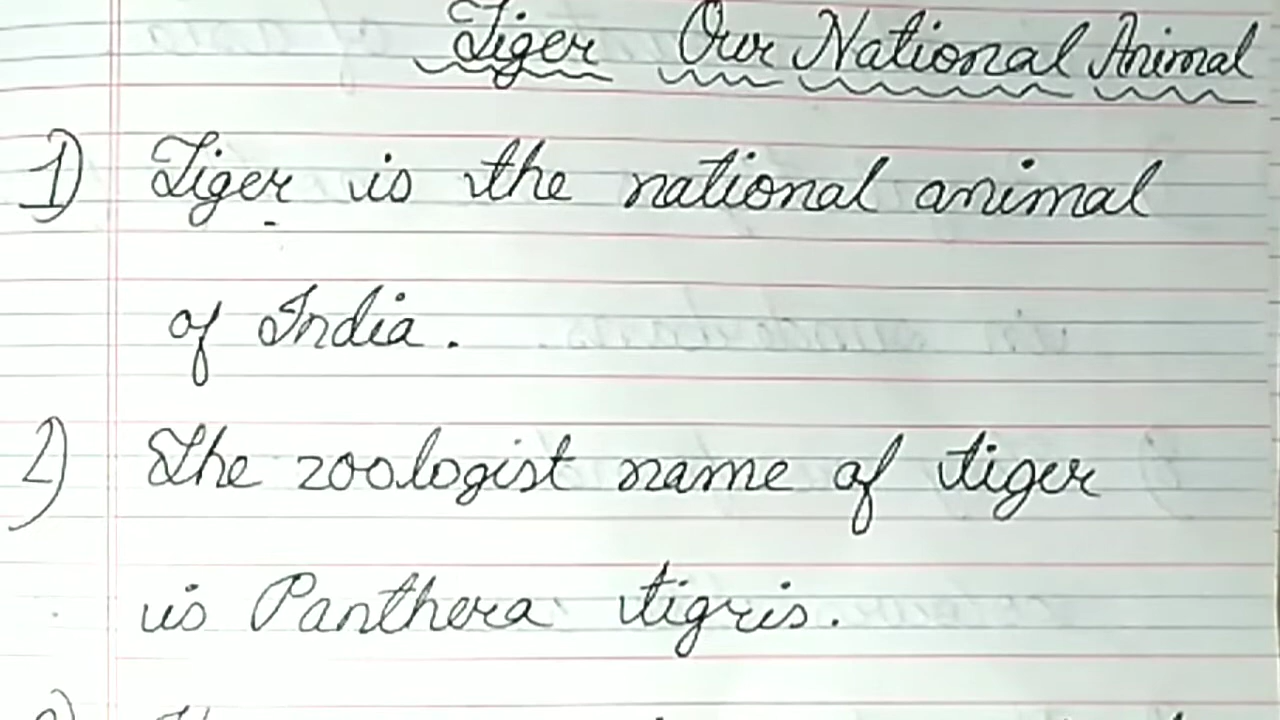 Tiger Our National Animal
1) Tiger is the national animal
of India.
2) The zoologist name of tiger
is Panthera tigris.